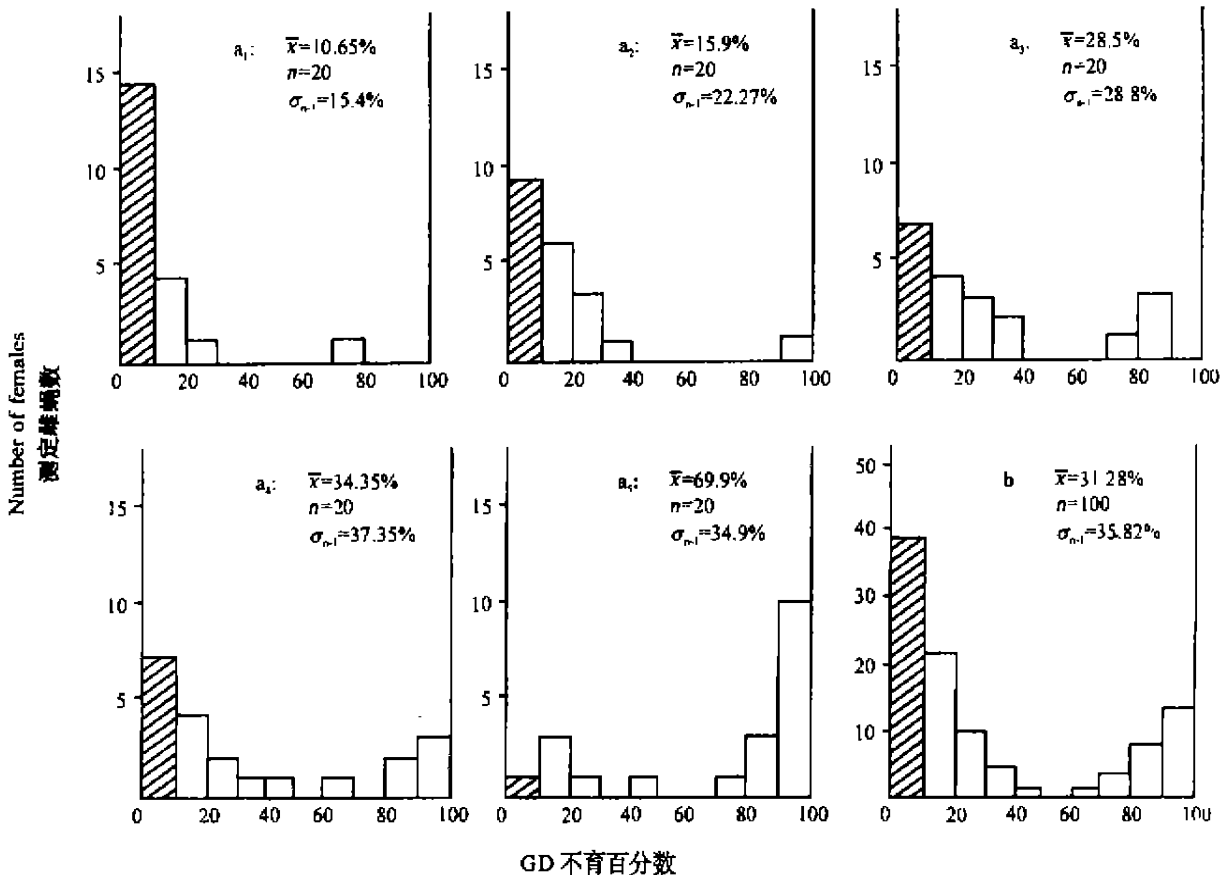 a₁: x̄=10.65%
n=20
σₙ₋₁=15.4%
15
10
5
0 20 40 60 80 100
a₂: x̄=15.9%
n=20
σₙ₋₁=22.27%
15
10
5
0 20 40 60 80 100
a₃: x̄=28.5%
n=20
σₙ₋₁=28.8%
15
10
5
0 20 40 60 80 100
Number of females
测定雌蝇数
a₄: x̄=34.35%
n=20
σₙ₋₁=37.35%
15
10
5
0 20 40 60 80 100
a₅: x̄=69.9%
n=20
σₙ₋₁=34.9%
15
10
5
0 20 40 60 80 100
b x̄=31.28%
n=100
σₙ₋₁=35.82%
50
40
30
20
10
0 20 40 60 80 100
GD 不育百分数